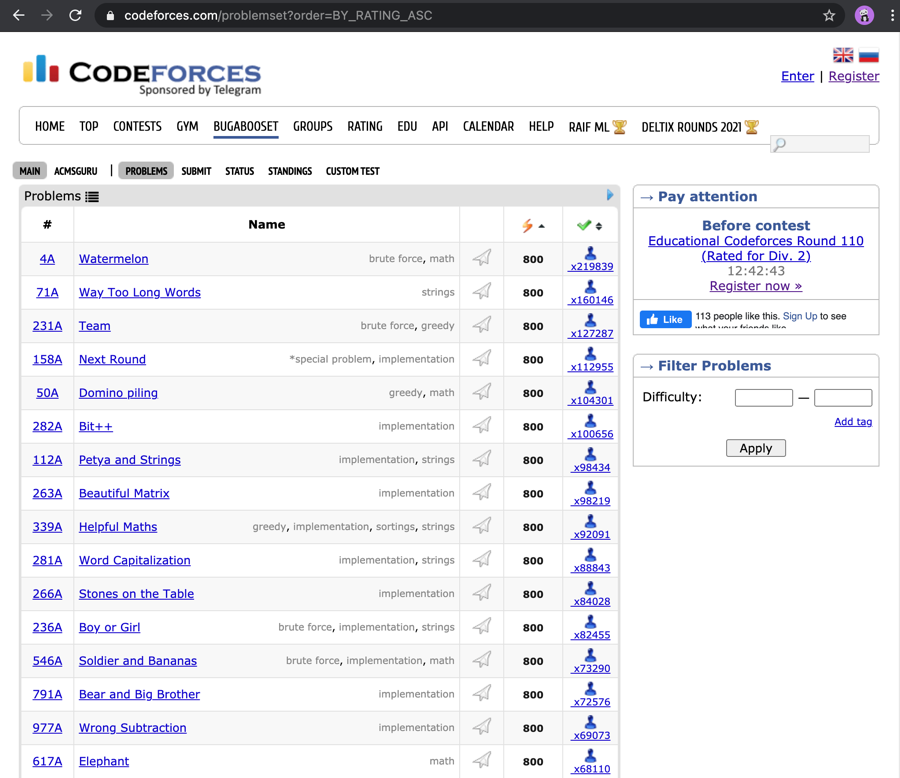 codeforces.com/problemset?order=BY_RATING_ASC
CODEFORCES
Sponsored by Telegram
Enter | Register
HOME TOP CONTESTS GYM BUGABOOSET GROUPS RATING EDU API CALENDAR HELP RAIF ML DELTIX ROUNDS 2021
MAIN ACMSGURU | PROBLEMS SUBMIT STATUS STANDINGS CUSTOM TEST
Problems
# Name
4A Watermelon brute force, math 800 x219839
71A Way Too Long Words strings 800 x160146
231A Team brute force, greedy 800 x127287
158A Next Round *special problem, implementation 800 x112955
50A Domino piling greedy, math 800 x104301
282A Bit++ implementation 800 x100656
112A Petya and Strings implementation, strings 800 x98434
263A Beautiful Matrix implementation 800 x98219
339A Helpful Maths greedy, implementation, sortings, strings 800 x92091
281A Word Capitalization implementation, strings 800 x88843
266A Stones on the Table implementation 800 x84028
236A Boy or Girl brute force, implementation, strings 800 x82455
546A Soldier and Bananas brute force, implementation, math 800 x73290
791A Bear and Big Brother implementation 800 x72576
977A Wrong Subtraction implementation 800 x69073
617A Elephant math 800 x68110
→ Pay attention
Before contest
Educational Codeforces Round 110
(Rated for Div. 2)
12:42:43
Register now »
Like 113 people like this. Sign Up to see
what your friends like.
→ Filter Problems
Difficulty: —
Add tag
Apply